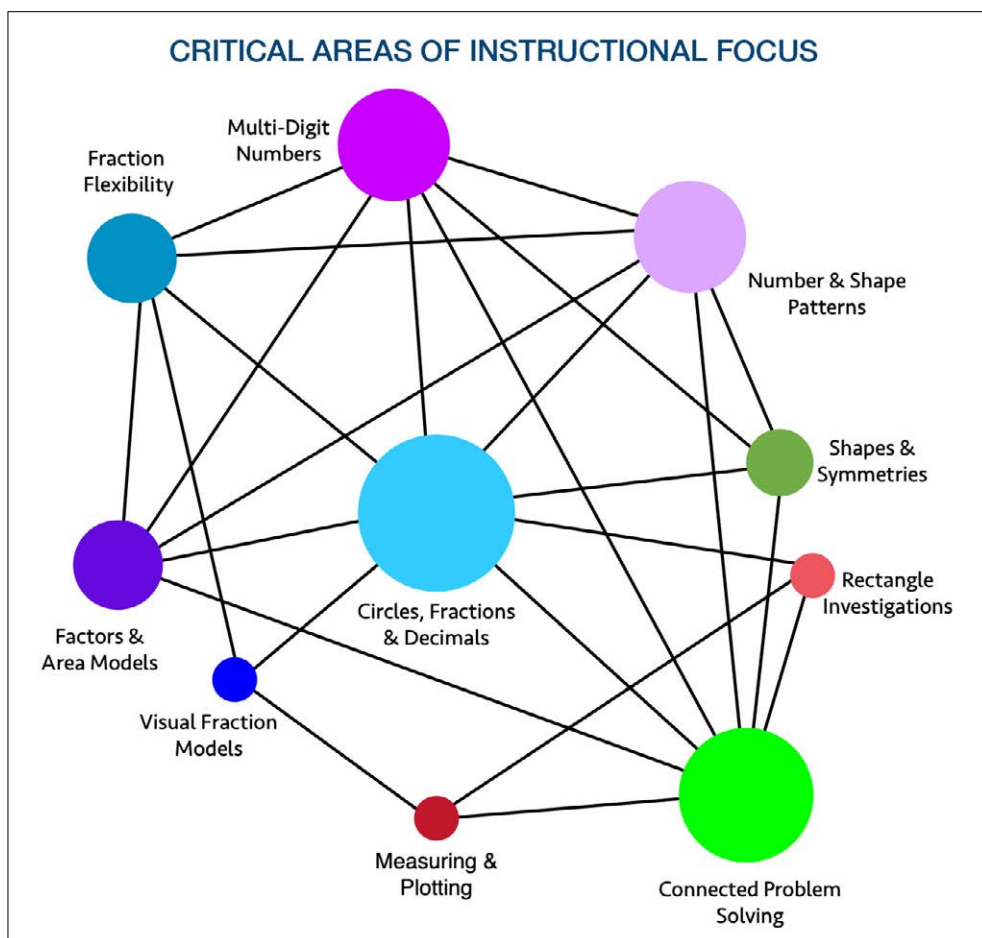 CRITICAL AREAS OF INSTRUCTIONAL FOCUS
Multi-Digit
Numbers
Fraction
Flexibility
Number & Shape
Patterns
Shapes &
Symmetries
Rectangle
Investigations
Circles, Fractions
& Decimals
Factors &
Area Models
Visual Fraction
Models
Measuring &
Plotting
Connected Problem
Solving